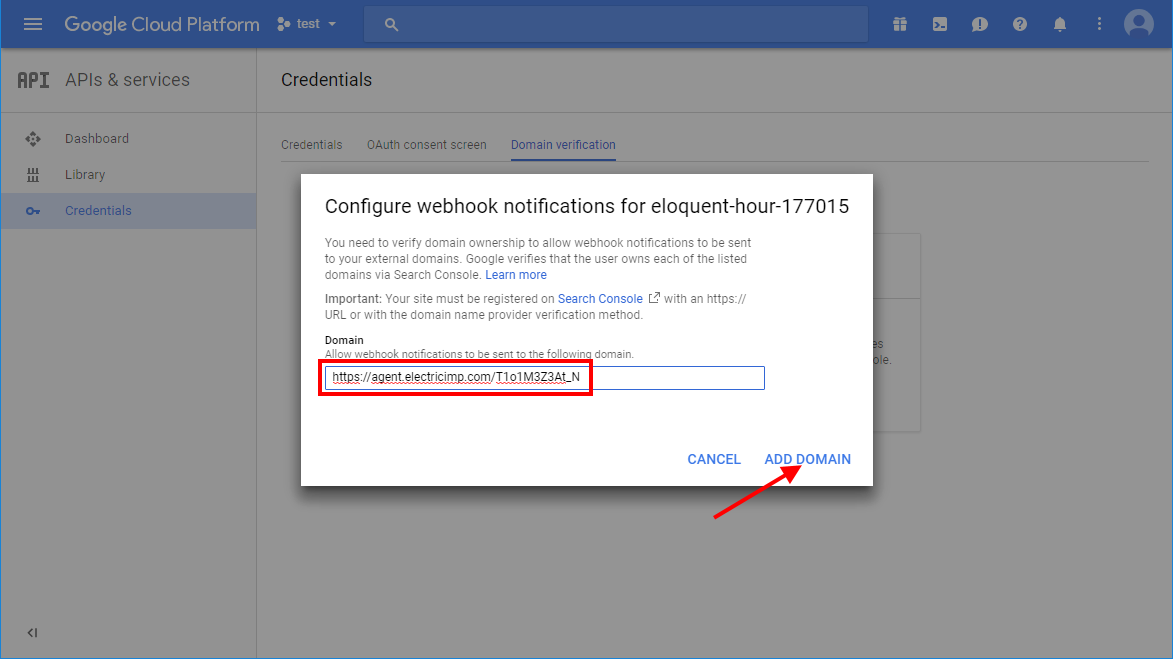 Google Cloud Platform test
API APIs & services
Credentials
Dashboard
Library
Credentials
Credentials OAuth consent screen Domain verification
Configure webhook notifications for eloquent-hour-177015
You need to verify domain ownership to allow webhook notifications to be sent
to your external domains. Google verifies that the user owns each of the listed
domains via Search Console. Learn more
Important: Your site must be registered on Search Console with an https://
URL or with the domain name provider verification method.
Domain
Allow webhook notifications to be sent to the following domain.
https://agent.electricimp.com/T1o1M3Z3At_N
CANCEL ADD DOMAIN